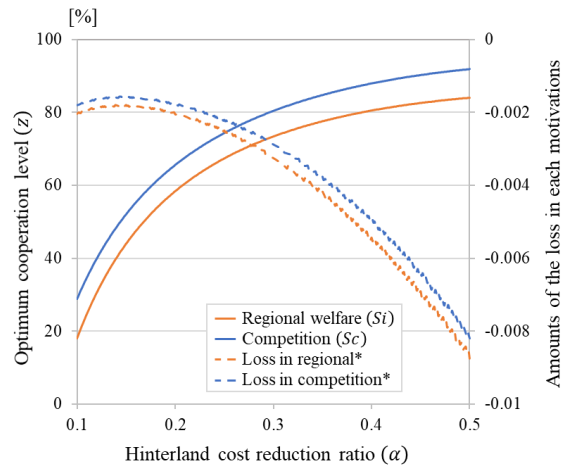 [%]
100
80
60
40
20
0
Optimum cooperation level (z)
0
-0.002
-0.004
-0.006
-0.008
-0.01
Amounts of the loss in each motivations
Regional welfare (Si)
Competition (Sc)
Loss in regional*
Loss in competition*
0.1 0.2 0.3 0.4 0.5
Hinterland cost reduction ratio (α)